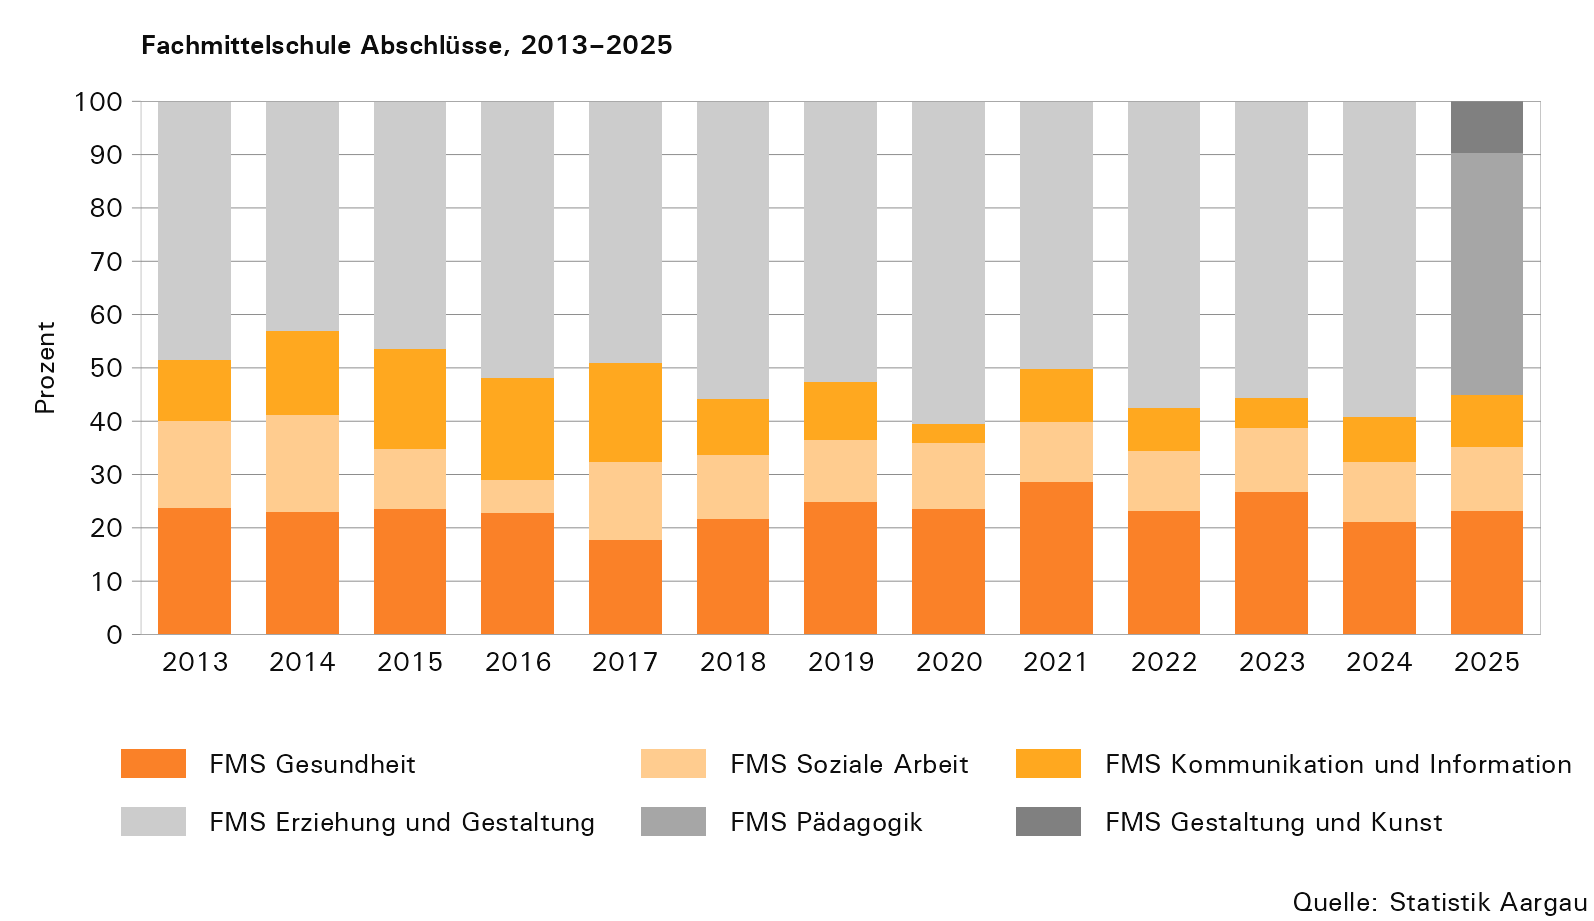 Fachmittelschule Abschlüsse, 2013–2025
100
90
80
70
60
50
40
30
20
10
0
Prozent
2013 2014 2015 2016 2017 2018 2019 2020 2021 2022 2023 2024 2025
FMS Gesundheit FMS Soziale Arbeit FMS Kommunikation und Information
FMS Erziehung und Gestaltung FMS Pädagogik FMS Gestaltung und Kunst
Quelle: Statistik Aargau